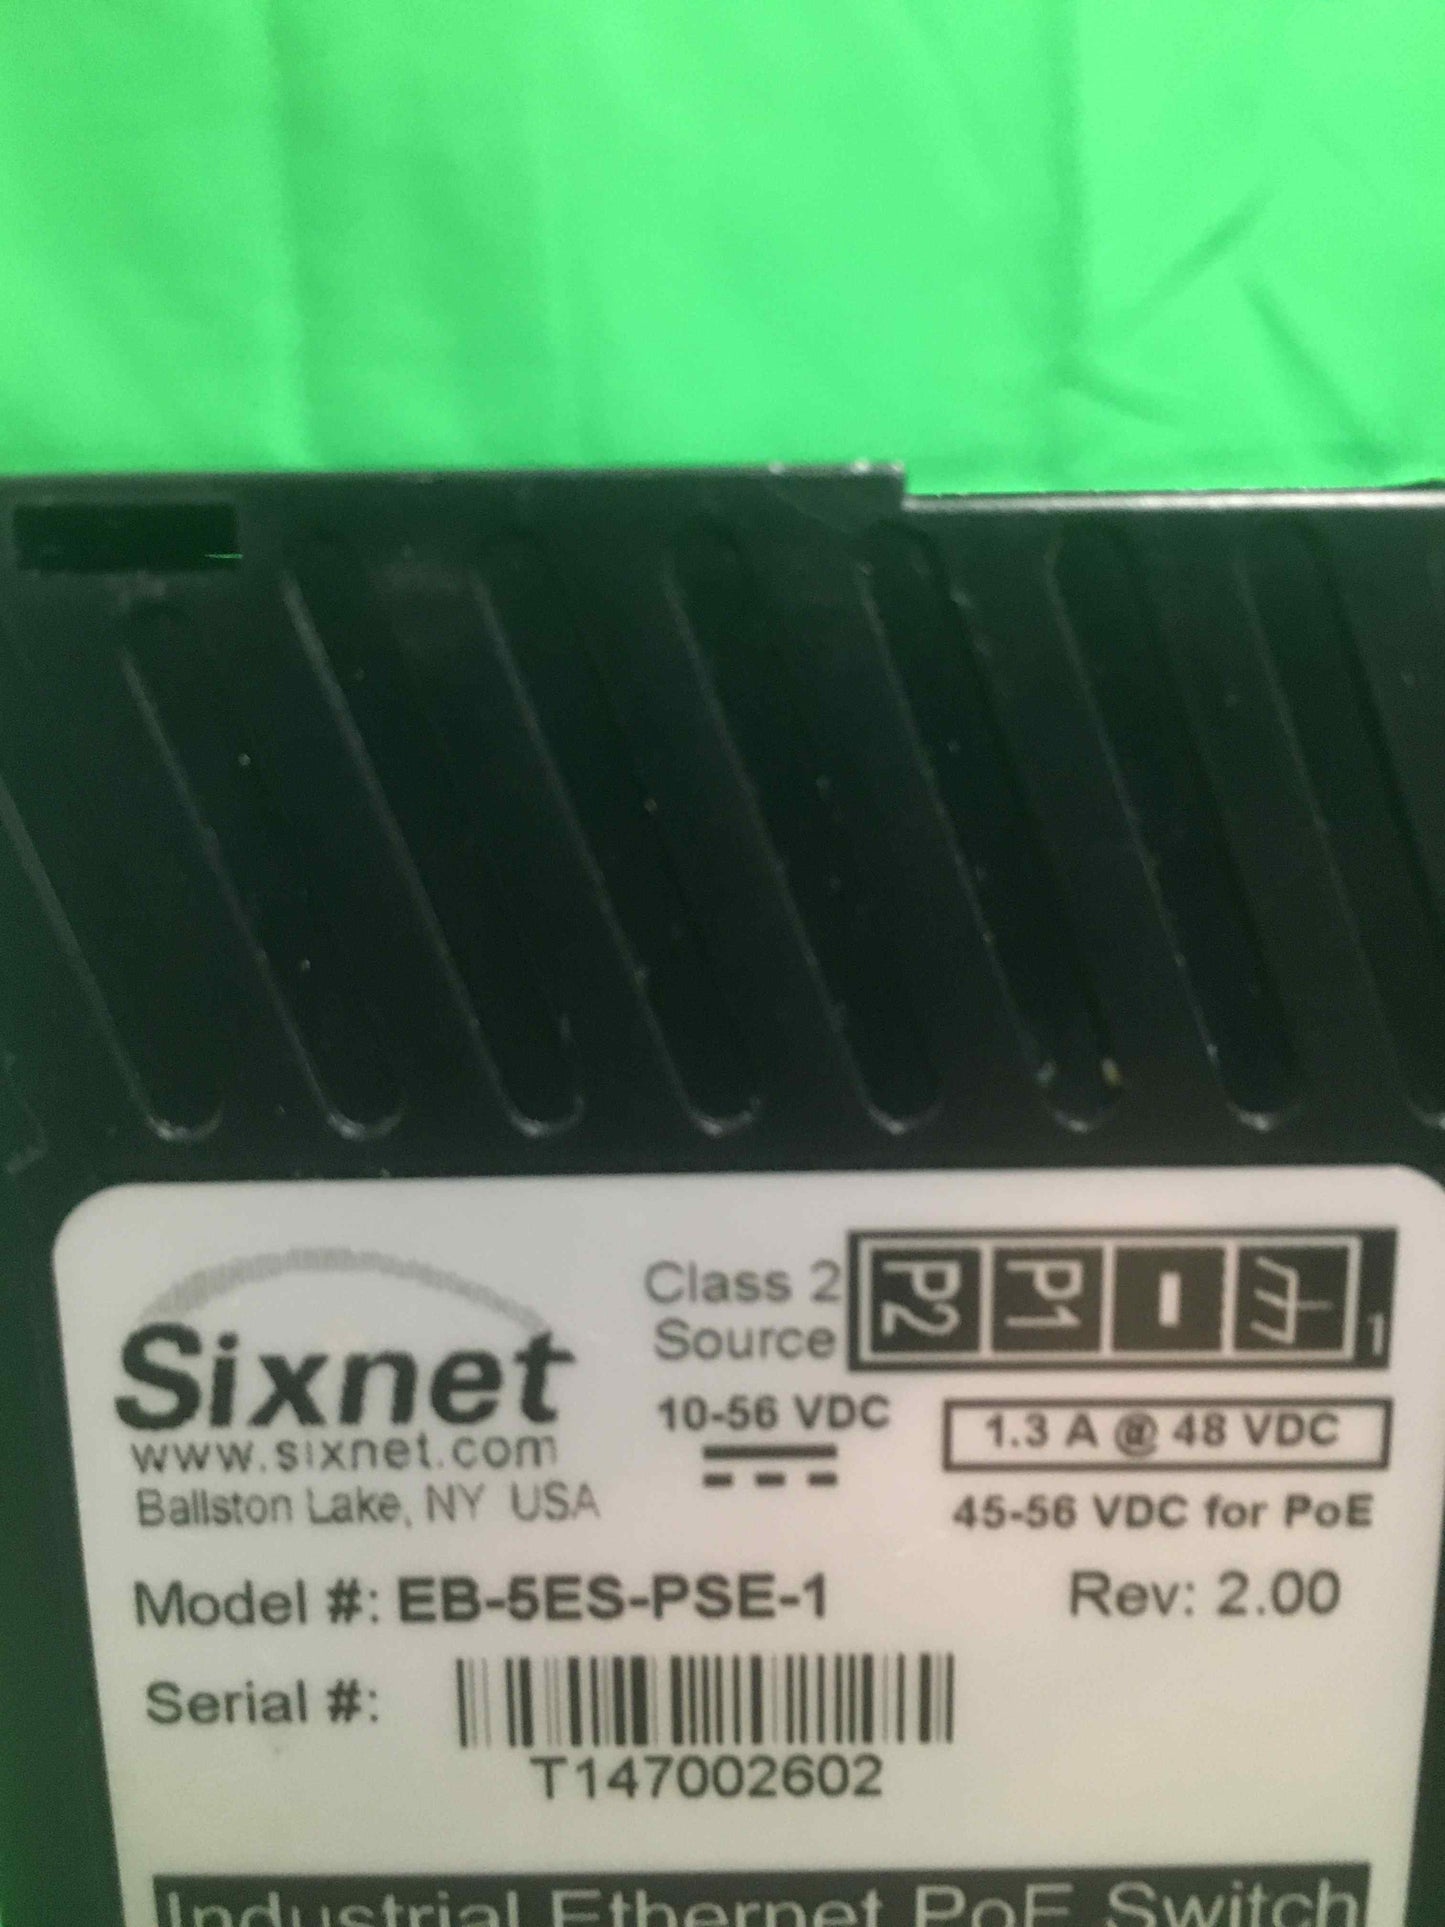 Sixnet
www.sixnet.com
Ballston Lake, NY USA
Class 2
Source
P2 P1 - 1
10-56 VDC
1.3 A @ 48 VDC
45-56 VDC for PoE
Model #: EB-5ES-PSE-1
Rev: 2.00
Serial #:
T147002602
Industrial Ethernet PoE Switch